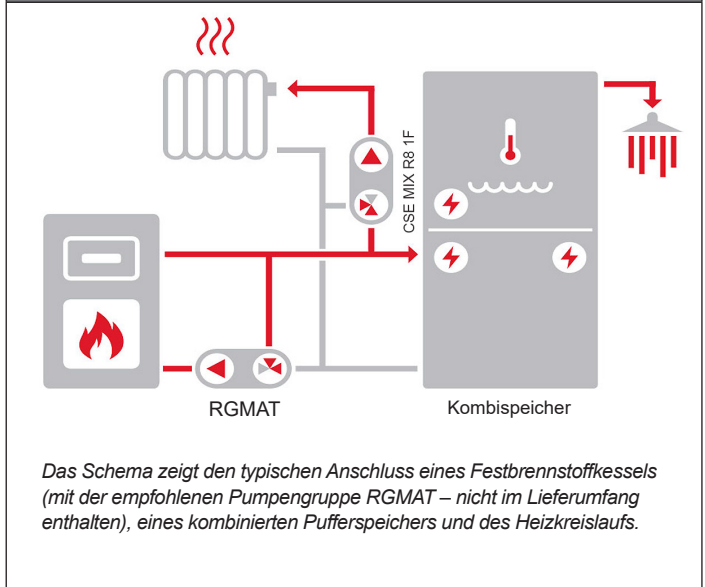 CSE MIX R8 1F
RGMAT
Kombispeicher
Das Schema zeigt den typischen Anschluss eines Festbrennstoffkessels
(mit der empfohlenen Pumpengruppe RGMAT – nicht im Lieferumfang
enthalten), eines kombinierten Pufferspeichers und des Heizkreislaufs.